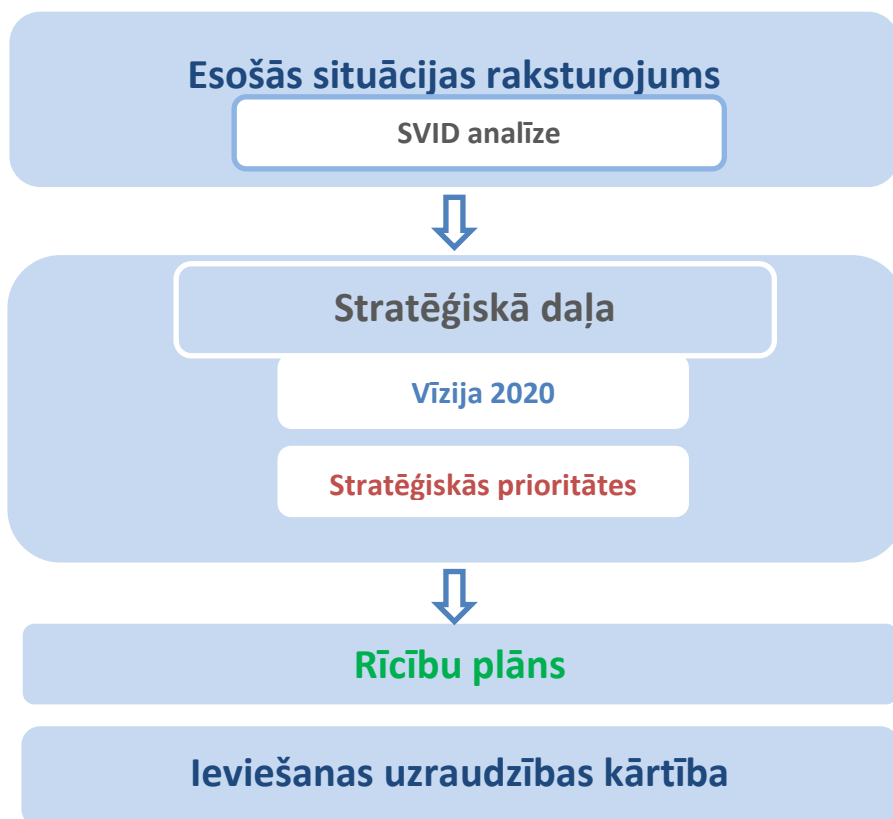 Esošās situācijas raksturojums
SVID analīze
Stratēģiskā daļa
Vīzija 2020
Stratēģiskās prioritātes
Rīcību plāns
Ieviešanas uzraudzības kārtība